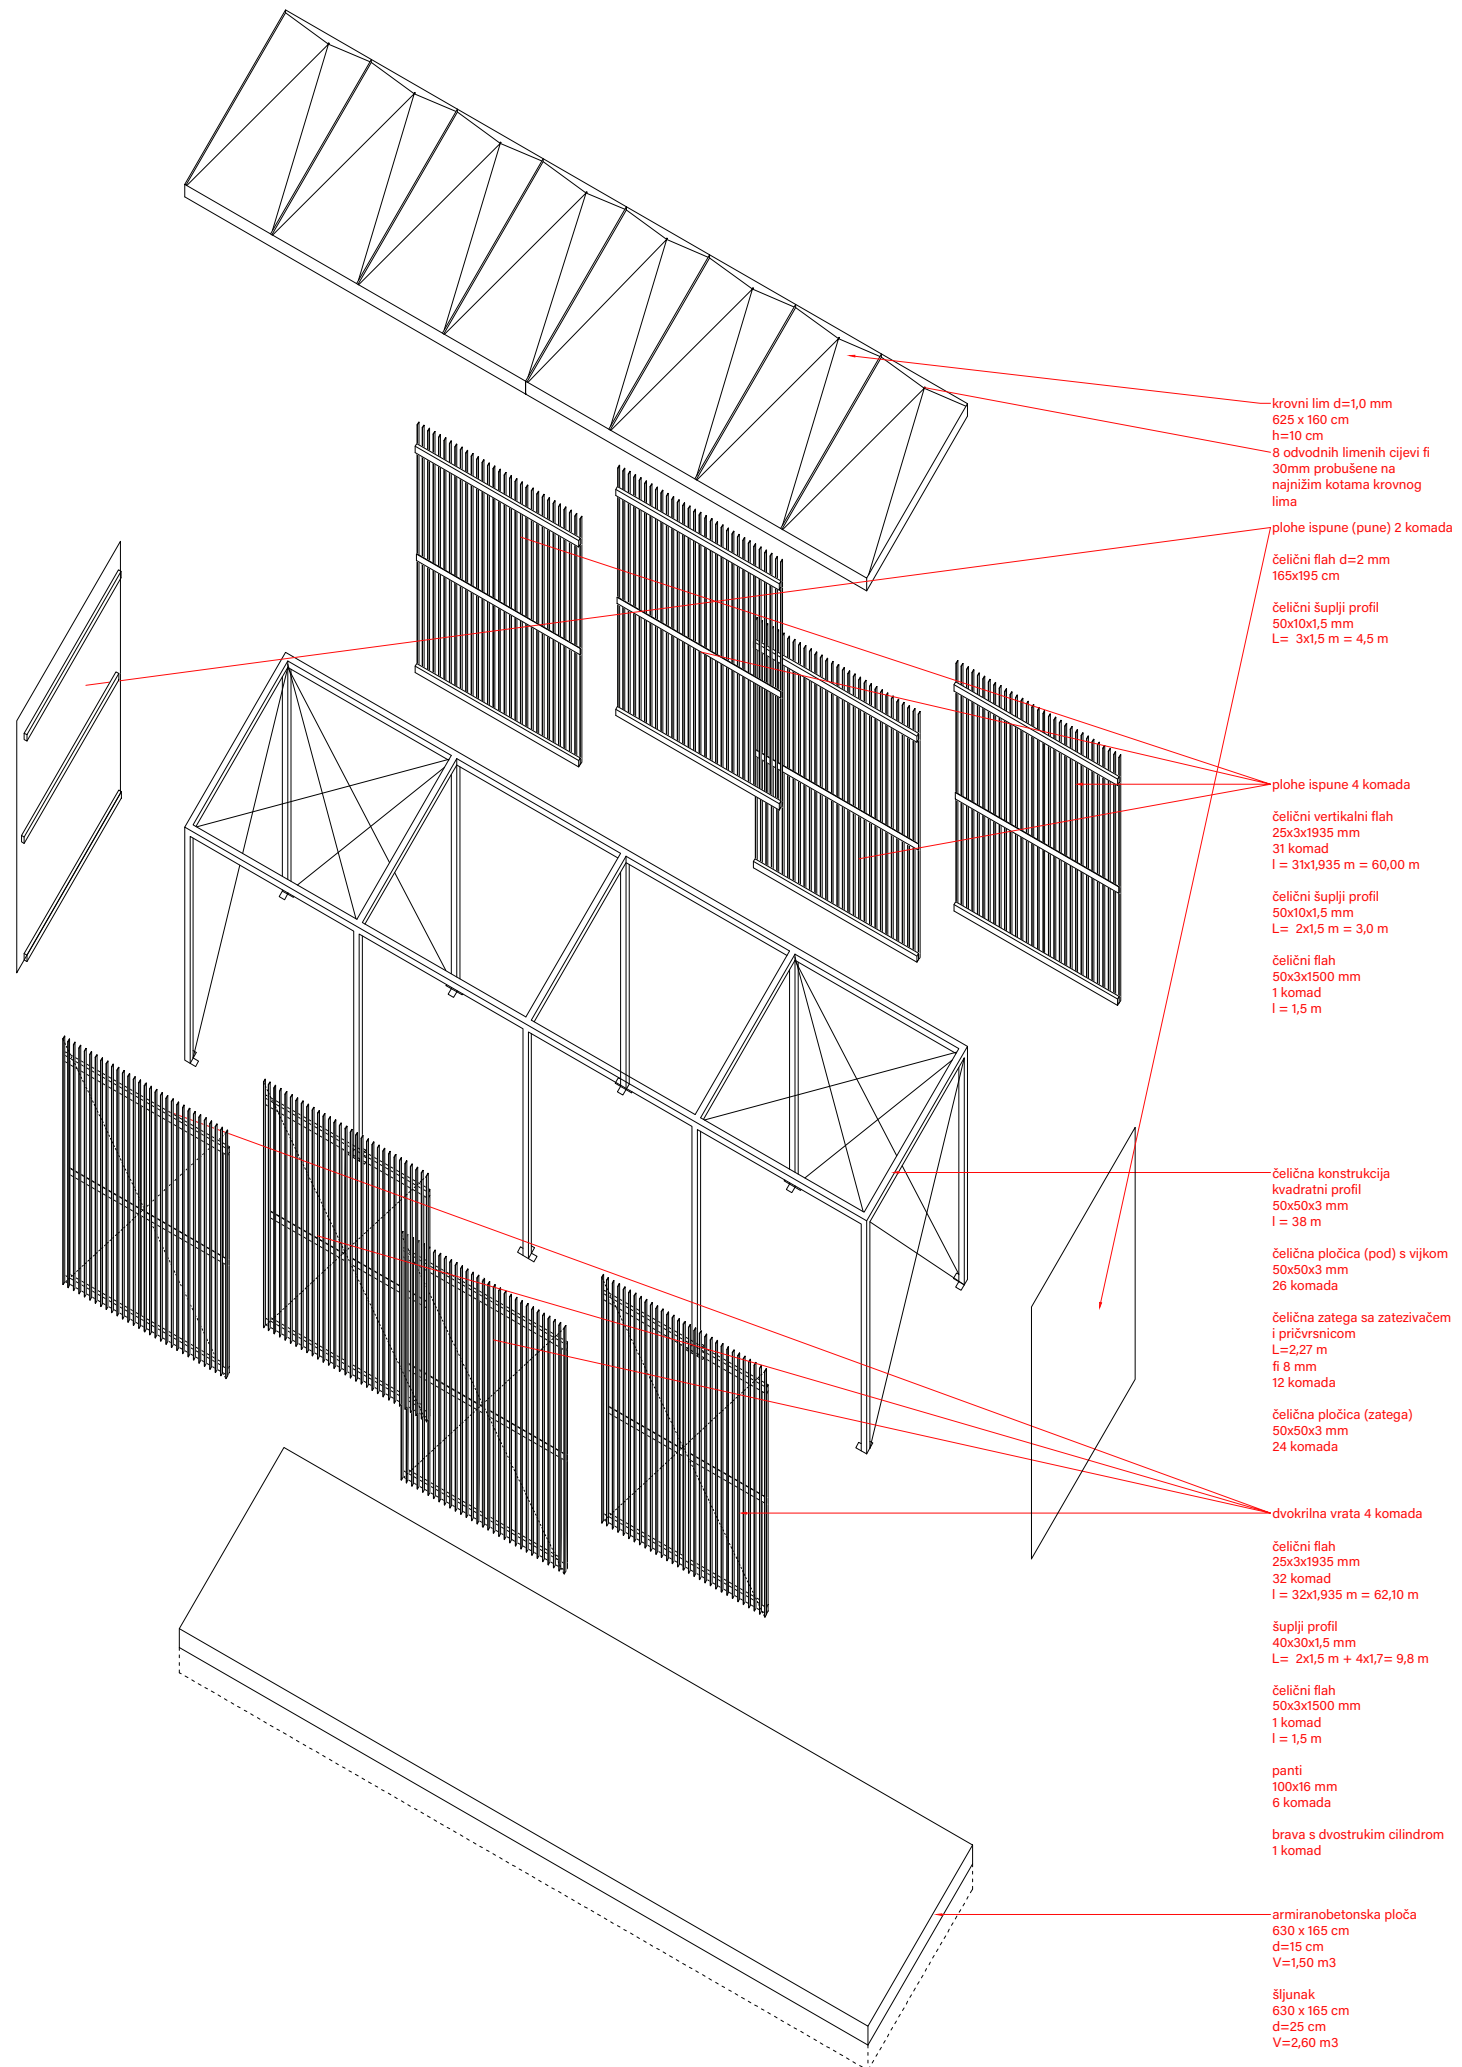 krovni lim d=1,0 mm
625 x 160 cm
h=10 cm
8 odvodnih limenih cijevi fi
30mm probušene na
najnižim kotama krovnog
lima
plohe ispune (pune) 2 komada
čelični flah d=2 mm
165x195 cm
čelični šuplji profil
50x10x1,5 mm
L=  3x1,5 m = 4,5 m
plohe ispune 4 komada
čelični vertikalni flah
25x3x1935 mm
31 komad
l = 31x1,935 m = 60,00 m
čelični šuplji profil
50x10x1,5 mm
L=  2x1,5 m = 3,0 m
čelični flah
50x3x1500 mm
1 komad
l = 1,5 m
čelična konstrukcija
kvadratni profil
50x50x3 mm
l = 38 m
čelična pločica (pod) s vijkom
50x50x3 mm
26 komada
čelična zatega sa zatezivačem
i pričvrsnicom
L=2,27 m
fi 8 mm
12 komada
čelična pločica (zatega)
50x50x3 mm
24 komada
dvokrilna vrata 4 komada
čelični flah
25x3x1935 mm
32 komad
l = 32x1,935 m = 62,10 m
šuplji profil
40x30x1,5 mm
L=  2x1,5 m + 4x1,7= 9,8 m
čelični flah
50x3x1500 mm
1 komad
l = 1,5 m
panti
100x16 mm
6 komada
brava s dvostrukim cilindrom
1 komad
armiranobetonska ploča
630 x 165 cm
d=15 cm
V=1,50 m3
šljunak
630 x 165 cm
d=25 cm
V=2,60 m3